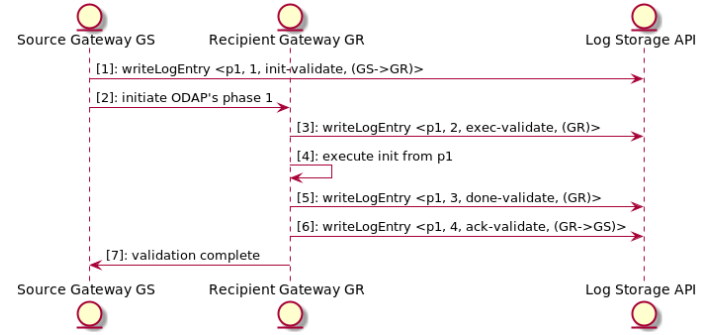 Source Gateway GS Recipient Gateway GR Log Storage API
[1]: writeLogEntry <p1, 1, init-validate, (GS->GR)>
[2]: initiate ODAP's phase 1
[3]: writeLogEntry <p1, 2, exec-validate, (GR)>
[4]: execute init from p1
[5]: writeLogEntry <p1, 3, done-validate, (GR)>
[6]: writeLogEntry <p1, 4, ack-validate, (GR->GS)>
[7]: validation complete
Source Gateway GS Recipient Gateway GR Log Storage API